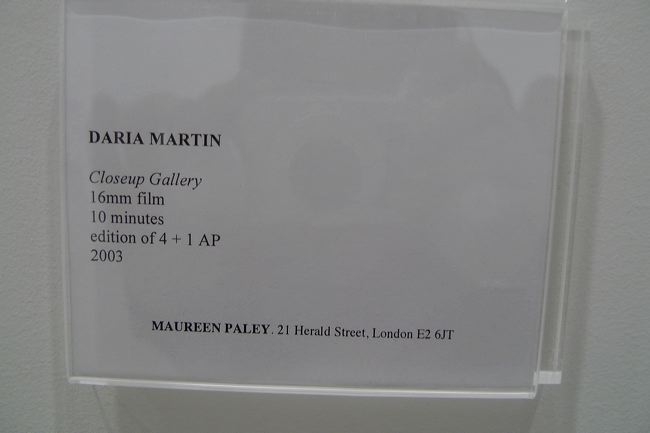 DARIA MARTIN
Closeup Gallery
16mm film
10 minutes
edition of 4 + 1 AP
2003
MAUREEN PALEY. 21 Herald Street, London E2 6JT